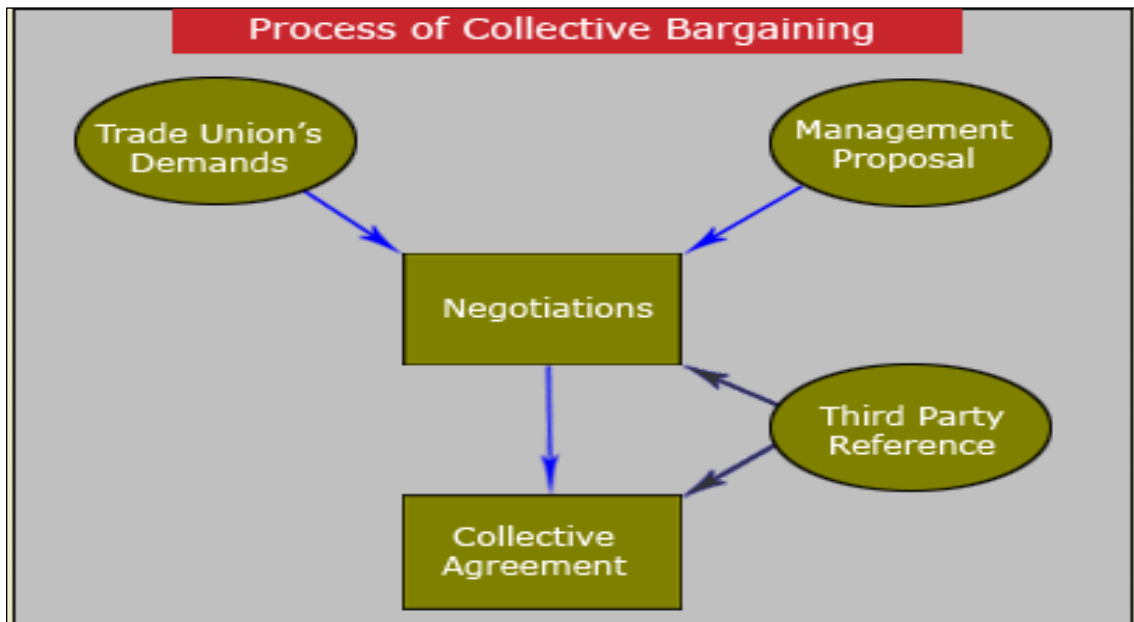 Process of Collective Bargaining
Trade Union’s
Demands
Management
Proposal
Negotiations
Third Party
Reference
Collective
Agreement